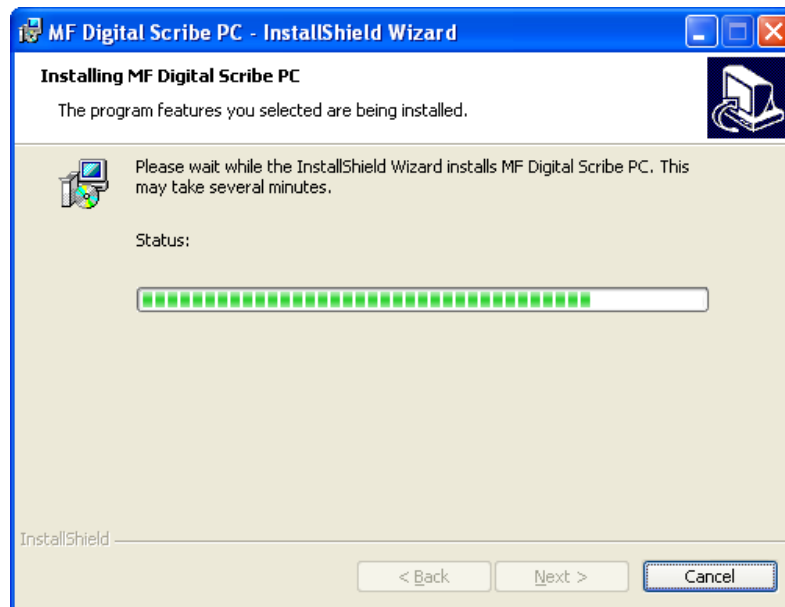 MF Digital Scribe PC - InstallShield Wizard
Installing MF Digital Scribe PC
The program features you selected are being installed.
Please wait while the InstallShield Wizard installs MF Digital Scribe PC. This
may take several minutes.
Status:
InstallShield
< Back Next > Cancel